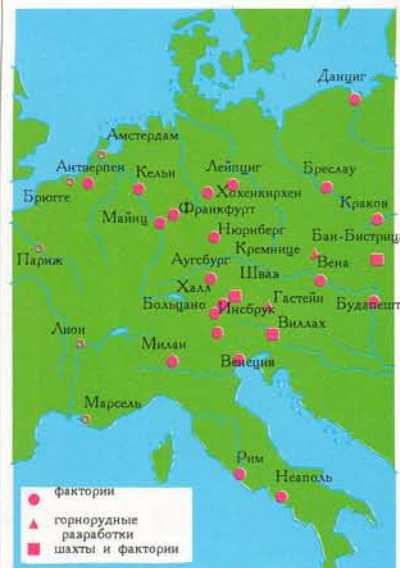 Данциг
Амстердам
Антверпен
Кельн
Лейпциг
Бреслау
Брюгге
Хохенкирхен
Краков
Майнц
Франкфурт
Нюрнберг
Париж
Кремнице
Бан-Бистриц
Аугсбург
Шваз
Вена
Халл
Гастейн
Больцано
Инсбрук
Будапешт
Лион
Виллах
Милан
Венеция
Марсель
Рим
Неаполь
фактории
горнорудные
разработки
шахты и фактории